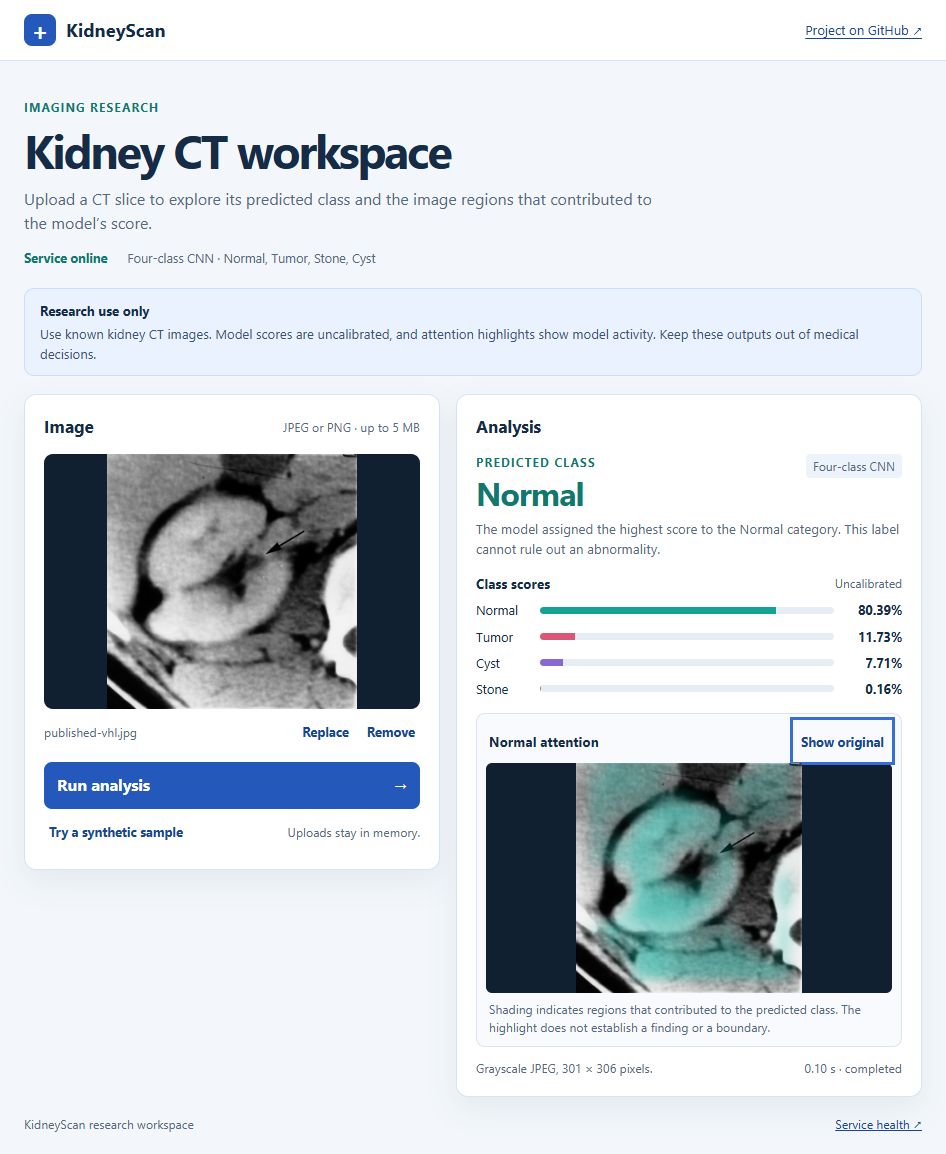 + KidneyScan
Project on GitHub ↗
IMAGING RESEARCH
Kidney CT workspace
Upload a CT slice to explore its predicted class and the image regions that contributed to
the model’s score.
Service online Four-class CNN · Normal, Tumor, Stone, Cyst
Research use only
Use known kidney CT images. Model scores are uncalibrated, and attention highlights show model activity. Keep these outputs out of medical
decisions.
Image
JPEG or PNG · up to 5 MB
published-vhl.jpg
Replace Remove
Run analysis →
Try a synthetic sample
Uploads stay in memory.
Analysis
PREDICTED CLASS
Four-class CNN
Normal
The model assigned the highest score to the Normal category. This label
cannot rule out an abnormality.
Class scores Uncalibrated
Normal 80.39%
Tumor 11.73%
Cyst 7.71%
Stone 0.16%
Normal attention
Show original
Shading indicates regions that contributed to the predicted class. The
highlight does not establish a finding or a boundary.
Grayscale JPEG, 301 × 306 pixels.
0.10 s · completed
KidneyScan research workspace
Service health ↗